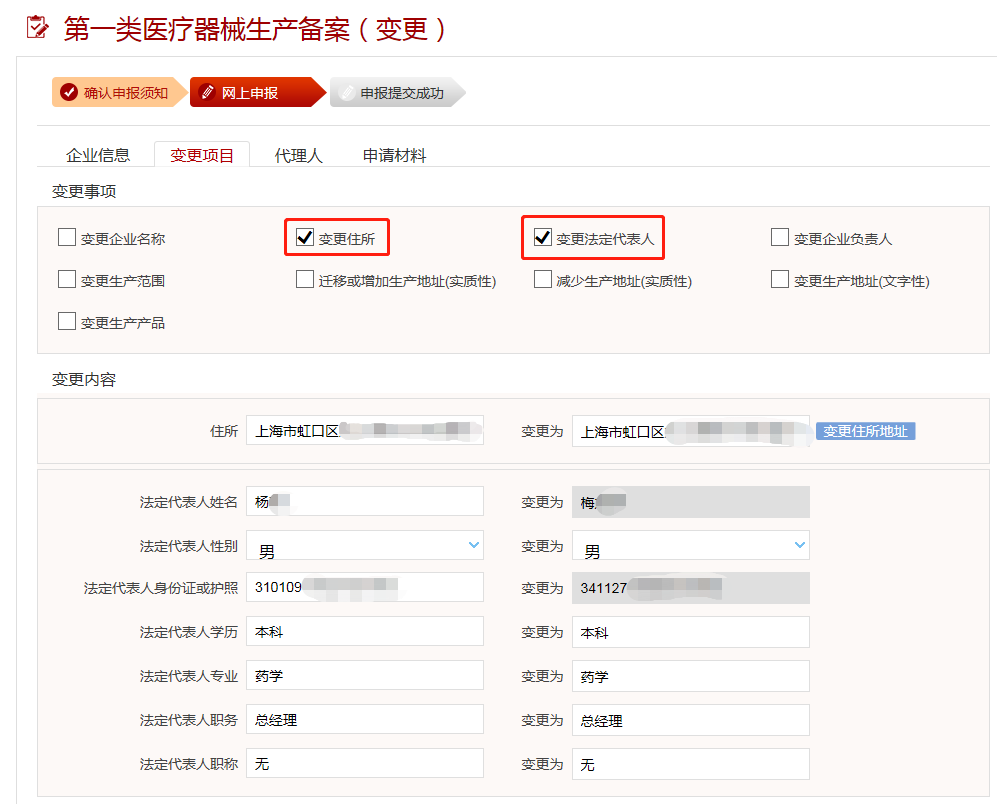 第一类医疗器械生产备案（变更）
确认申报须知 网上申报 申报提交成功
企业信息 变更项目 代理人 申请材料
变更事项
变更企业名称 变更住所 变更法定代表人 变更企业负责人
变更生产范围 迁移或增加生产地址(实质性) 减少生产地址(实质性) 变更生产地址(文字性)
变更生产产品
变更内容
住所 上海市虹口区 变更为 上海市虹口区 变更住所地址
法定代表人姓名 杨 变更为 梅
法定代表人性别 男 变更为 男
法定代表人身份证或护照 310109 变更为 341127
法定代表人学历 本科 变更为 本科
法定代表人专业 药学 变更为 药学
法定代表人职务 总经理 变更为 总经理
法定代表人职称 无 变更为 无